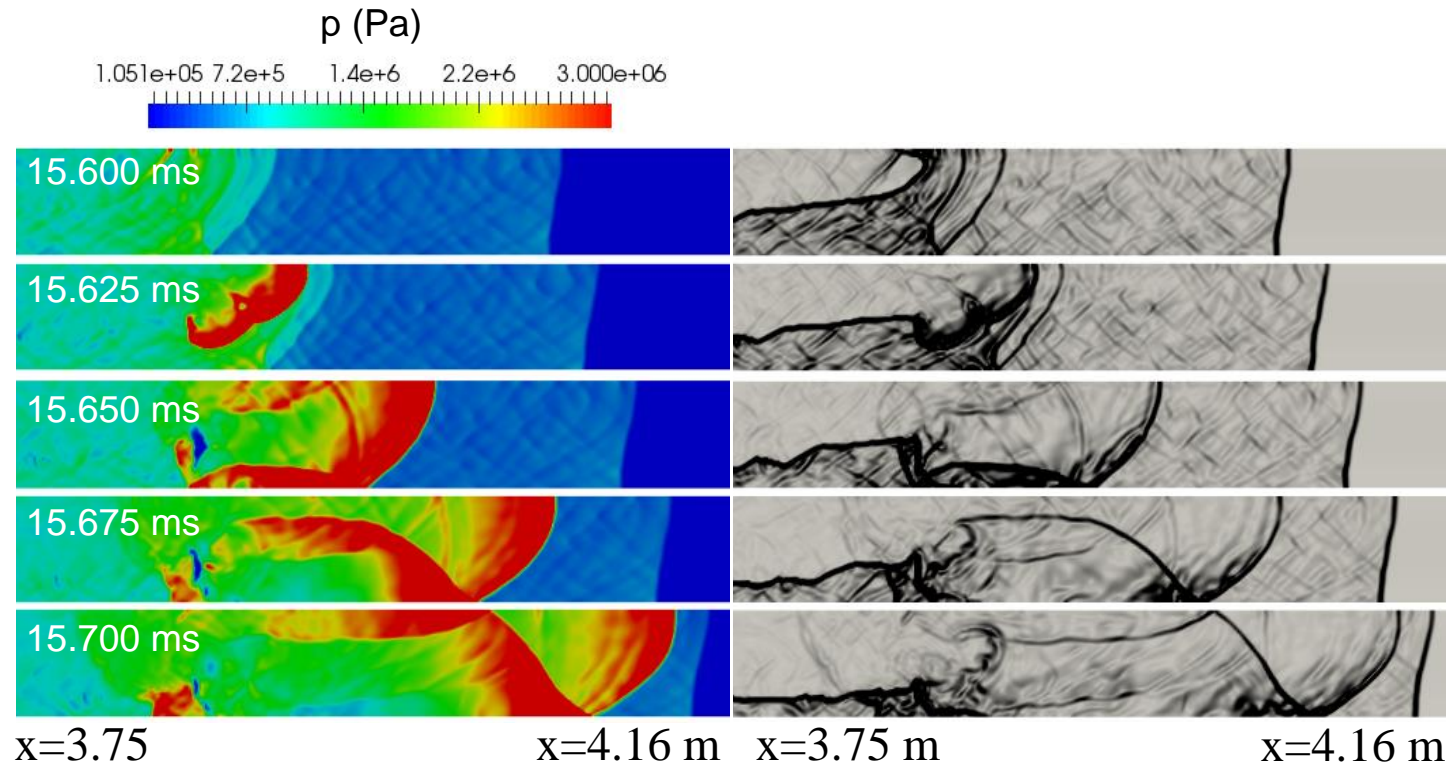 p (Pa)
1.051e+05 7.2e+5 1.4e+6 2.2e+6 3.000e+06
15.600 ms
15.625 ms
15.650 ms
15.675 ms
15.700 ms
x=3.75 x=4.16 m x=3.75 m x=4.16 m